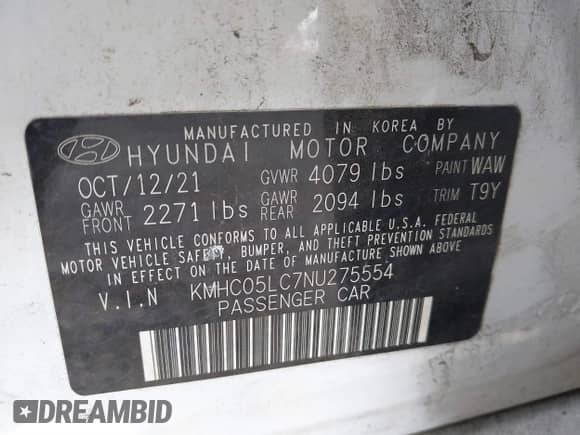 MANUFACTURED IN KOREA BY
HYUNDAI MOTOR COMPANY
OCT/12/21 GVWR 4079 lbs PAINT WAW
GAWR FRONT 2271 lbs GAWR REAR 2094 lbs TRIM T9Y
THIS VEHICLE CONFORMS TO ALL APPLICABLE U.S.A. FEDERAL
MOTOR VEHICLE SAFETY, BUMPER, AND THEFT PREVENTION STANDARDS
IN EFFECT ON THE DATE OF MANUFACTURE SHOWN ABOVE
V.I.N KMHC05LC7NU275554
PASSENGER CAR
DREAMBID